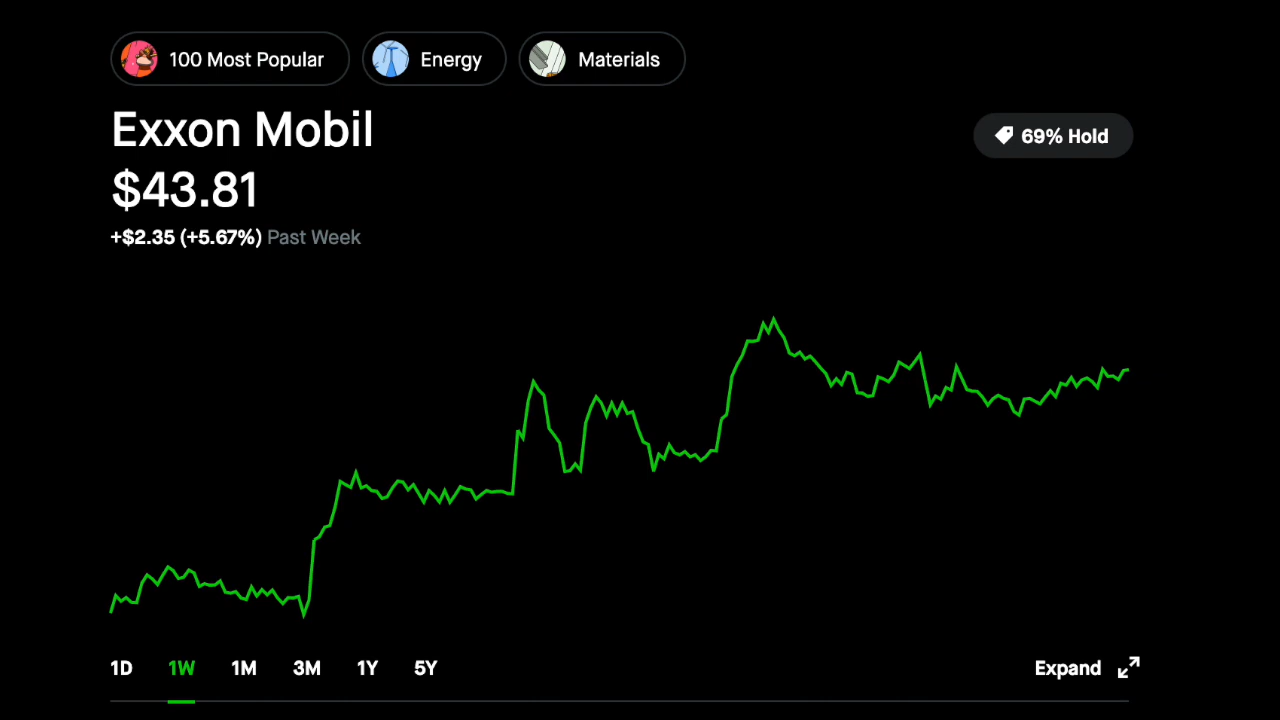 100 Most Popular Energy Materials
Exxon Mobil
69% Hold
$43.81
+$2.35 (+5.67%) Past Week
1D 1W 1M 3M 1Y 5Y Expand